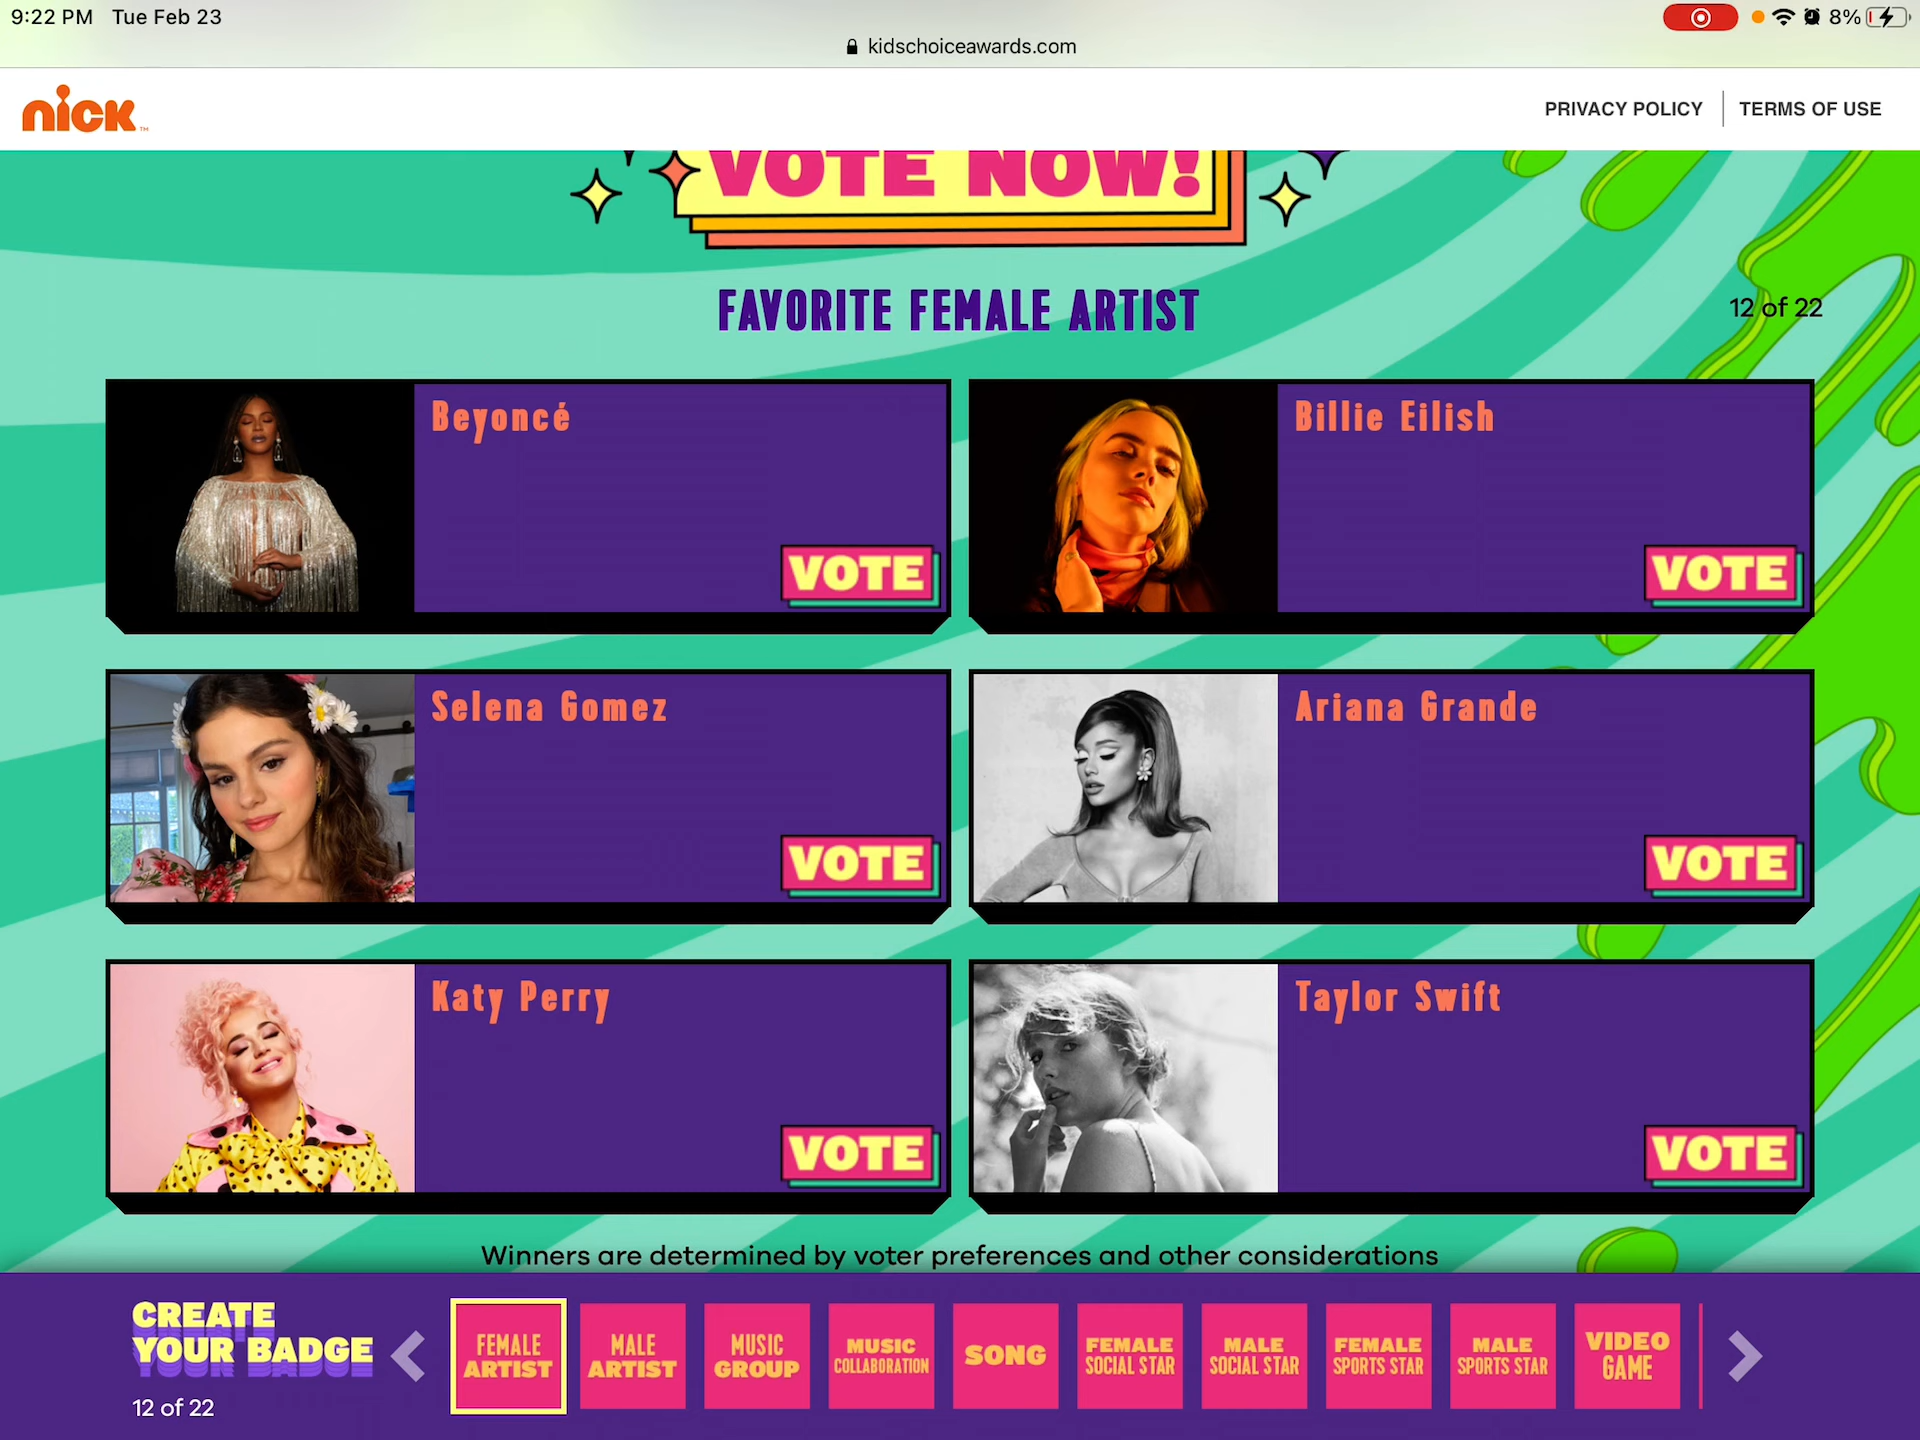 9:22 PM Tue Feb 23
8%
kidschoiceawards.com
nick
PRIVACY POLICY
TERMS OF USE
VOTE NOW!
FAVORITE FEMALE ARTIST
12 of 22
Beyoncé
VOTE
Billie Eilish
VOTE
Selena Gomez
VOTE
Ariana Grande
VOTE
Katy Perry
VOTE
Taylor Swift
VOTE
Winners are determined by voter preferences and other considerations
CREATE
YOUR BADGE
12 of 22
FEMALE
ARTIST
MALE
ARTIST
MUSIC
GROUP
MUSIC
COLLABORATION
SONG
FEMALE
SOCIAL STAR
MALE
SOCIAL STAR
FEMALE
SPORTS STAR
MALE
SPORTS STAR
VIDEO
GAME